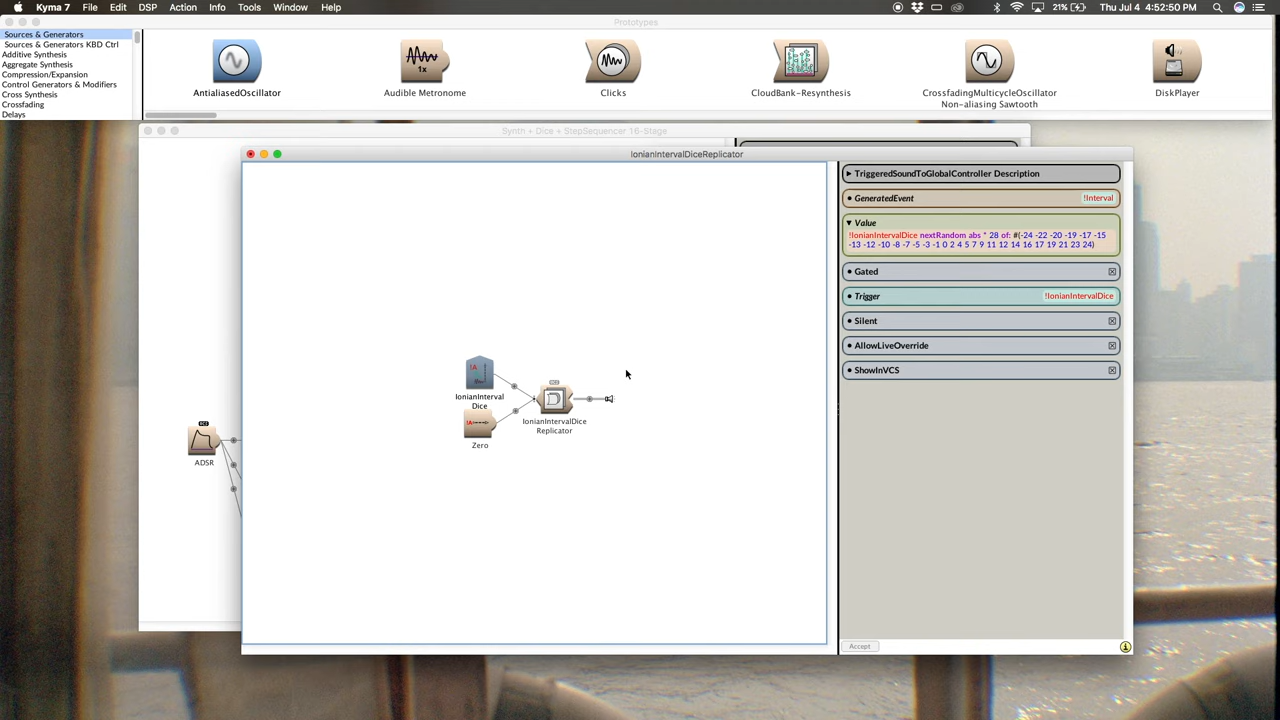 Kyma 7 File Edit DSP Action Info Tools Window Help 21% Thu Jul 4 4:52:50 PM
Prototypes
Sources & Generators
Sources & Generators KBD Ctrl
Additive Synthesis
Aggregate Synthesis
Compression/Expansion
Control Generators & Modifiers
Cross Synthesis
Crossfading
Delays
1x
AntialiasedOscillator
Audible Metronome
Clicks
CloudBank-Resynthesis
CrossfadingMulticycleOscillator
Non-aliasing Sawtooth
DiskPlayer
Synth + Dice + StepSequencer 16-Stage
IonianIntervalDiceReplicator
ADSR
!A
IonianInterval
Dice
Zero
IonianIntervalDice
Replicator
TriggeredSoundToGlobalController Description
GeneratedEvent !Interval
Value
!IonianIntervalDice nextRandom abs * 28 of: #(-24 -22 -20 -19 -17 -15
-13 -12 -10 -8 -7 -5 -3 -1 0 2 4 5 7 9 11 12 14 16 17 19 21 23 24)
Gated
Trigger !IonianIntervalDice
Silent
AllowLiveOverride
ShowInVCS
Accept